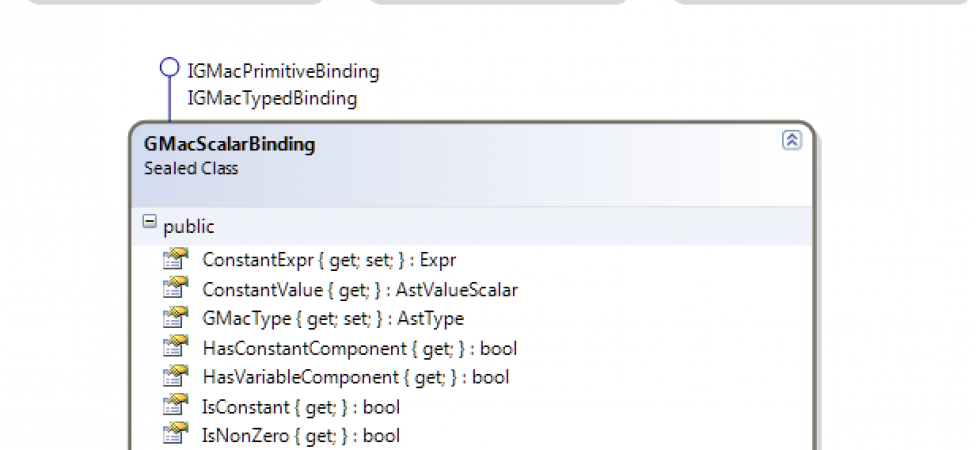 IGMacPrimitiveBinding
IGMacTypedBinding
GMacScalarBinding
Sealed Class
public
ConstantExpr { get; set; } : Expr
ConstantValue { get; } : AstValueScalar
GMacType { get; set; } : AstType
HasConstantComponent { get; } : bool
HasVariableComponent { get; } : bool
IsConstant { get; } : bool
IsNonZero { get; } : bool